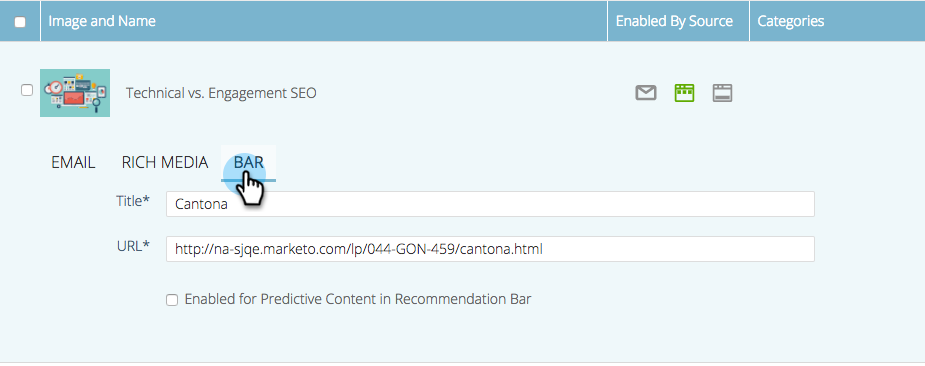 Image and Name Enabled By Source Categories
Technical vs. Engagement SEO
EMAIL RICH MEDIA BAR
Title* Cantona
URL* http://na-sjqe.marketo.com/lp/044-GON-459/cantona.html
Enabled for Predictive Content in Recommendation Bar